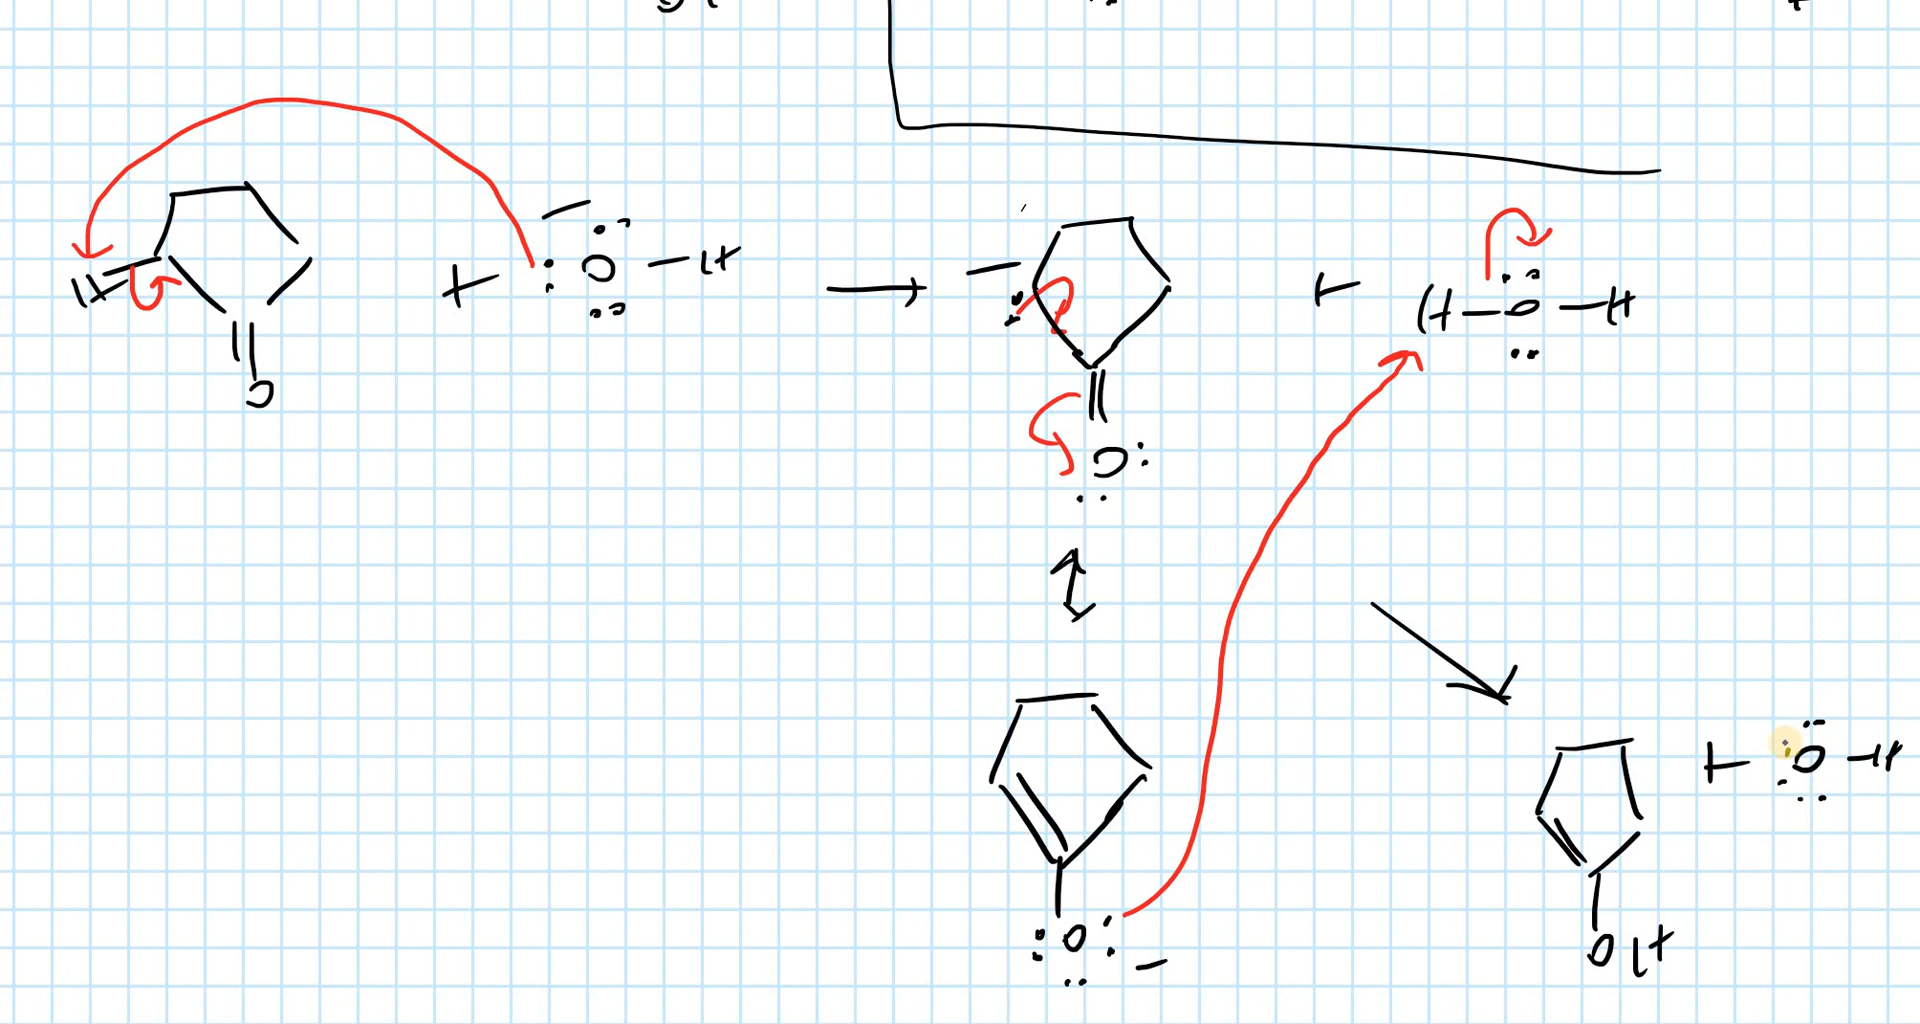 H + :O-H → + H-O-H
O
O:
+ :O-H
:O: −
OH